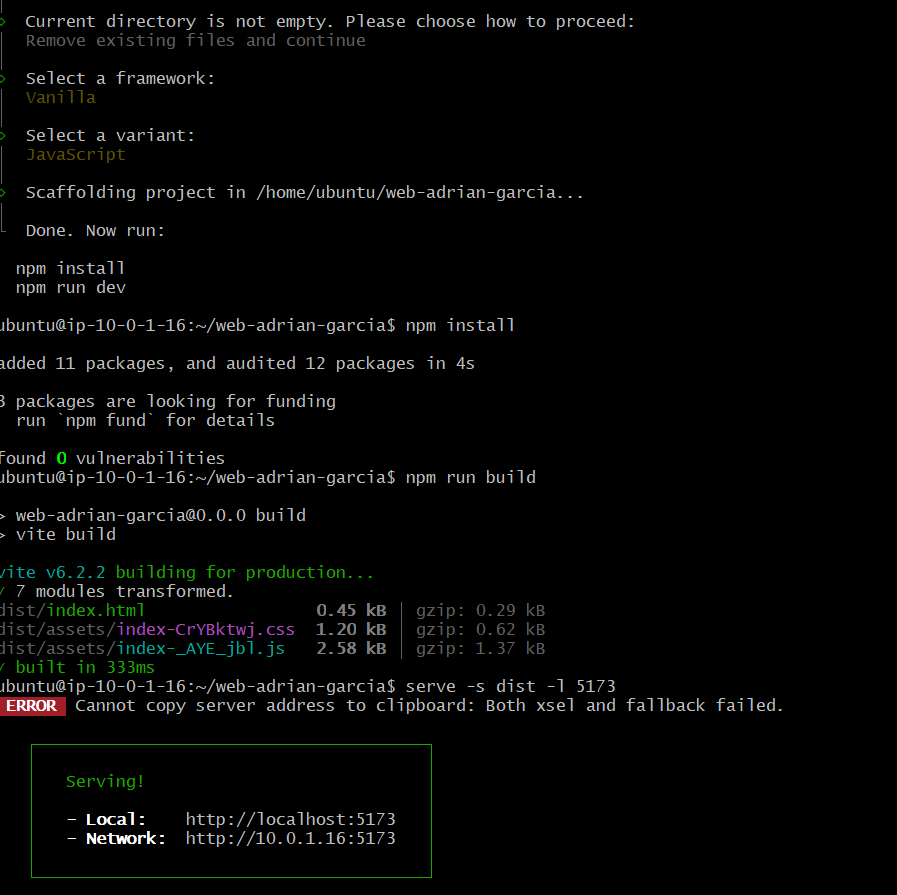 Current directory is not empty. Please choose how to proceed:
Remove existing files and continue
Select a framework:
Vanilla
Select a variant:
JavaScript
Scaffolding project in /home/ubuntu/web-adrian-garcia...
Done. Now run:
npm install
npm run dev
ubuntu@ip-10-0-1-16:~/web-adrian-garcia$ npm install
added 11 packages, and audited 12 packages in 4s
3 packages are looking for funding
run `npm fund` for details
found 0 vulnerabilities
ubuntu@ip-10-0-1-16:~/web-adrian-garcia$ npm run build
> web-adrian-garcia@0.0.0 build
> vite build
vite v6.2.2 building for production...
✓ 7 modules transformed.
dist/index.html 0.45 kB │ gzip: 0.29 kB
dist/assets/index-CrYBktwj.css 1.20 kB │ gzip: 0.62 kB
dist/assets/index-_AYE_jbl.js 2.58 kB │ gzip: 1.37 kB
✓ built in 333ms
ubuntu@ip-10-0-1-16:~/web-adrian-garcia$ serve -s dist -l 5173
ERROR Cannot copy server address to clipboard: Both xsel and fallback failed.
Serving!
- Local: http://localhost:5173
- Network: http://10.0.1.16:5173